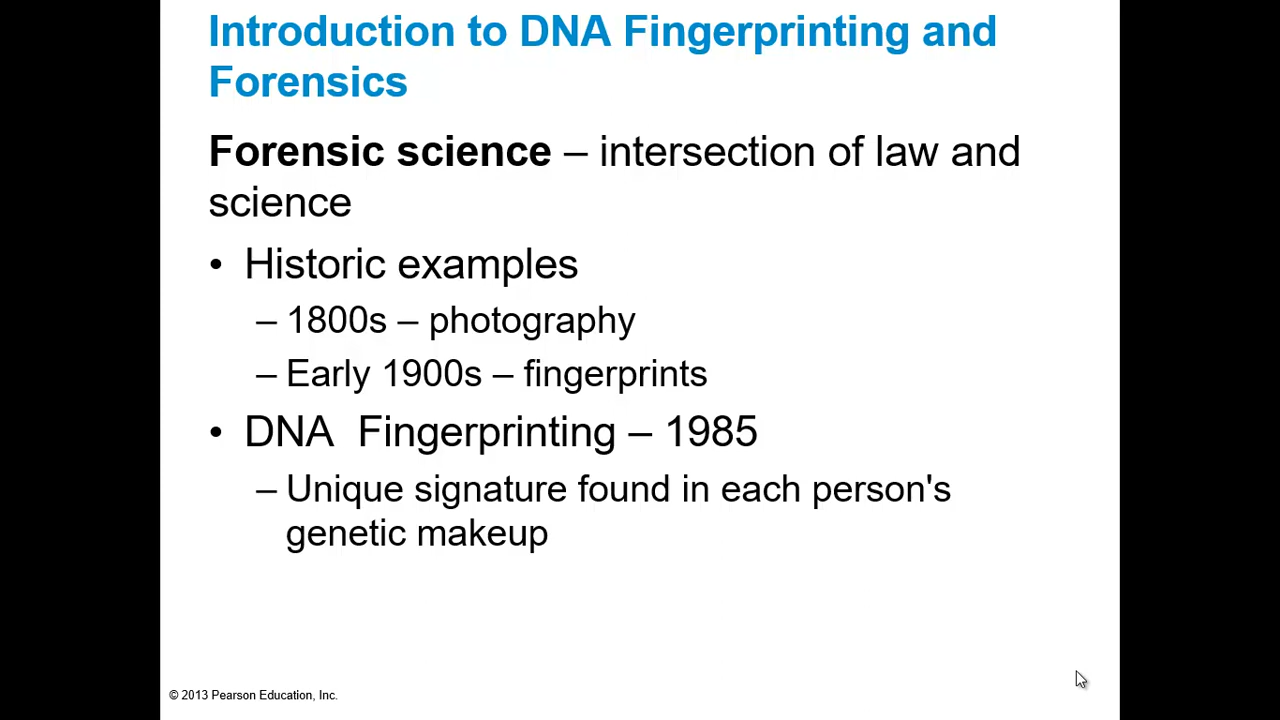 Introduction to DNA Fingerprinting and
Forensics
Forensic science – intersection of law and
science
• Historic examples
– 1800s – photography
– Early 1900s – fingerprints
• DNA  Fingerprinting – 1985
– Unique signature found in each person's
genetic makeup
© 2013 Pearson Education, Inc.